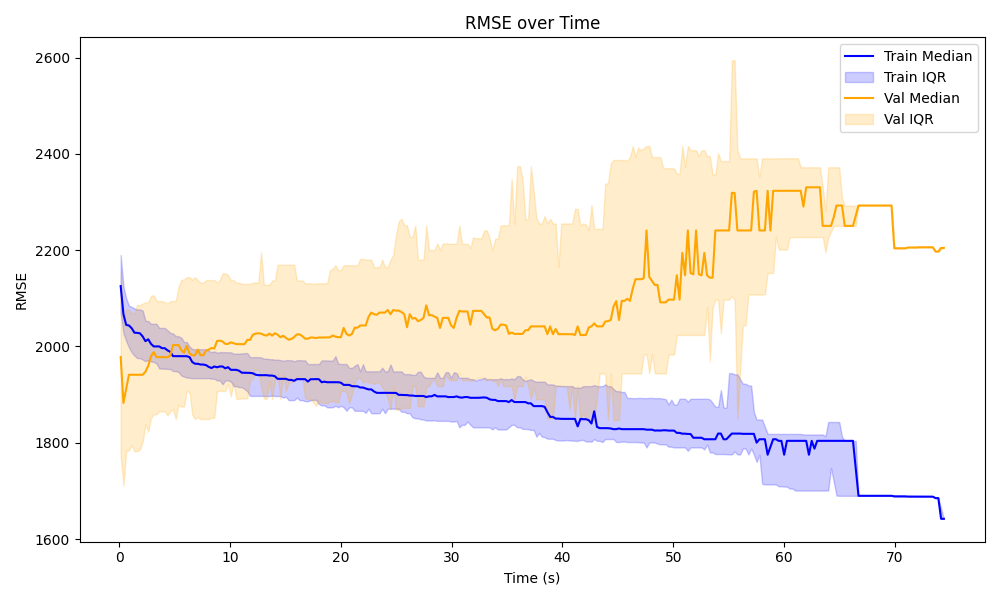 RMSE over Time
Train Median
Train IQR
Val Median
Val IQR
RMSE
2600
2400
2200
2000
1800
1600
0 10 20 30 40 50 60 70
Time (s)